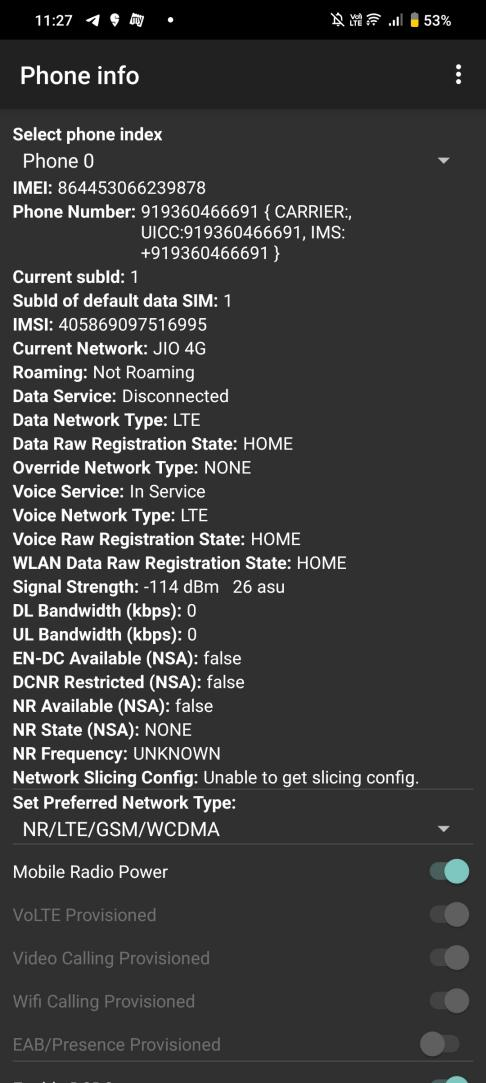 11:27
53%
Phone info
Select phone index
Phone 0
IMEI: 864453066239878
Phone Number: 919360466691 { CARRIER:,
UICC:919360466691, IMS:
+919360466691 }
Current subId: 1
SubId of default data SIM: 1
IMSI: 405869097516995
Current Network: JIO 4G
Roaming: Not Roaming
Data Service: Disconnected
Data Network Type: LTE
Data Raw Registration State: HOME
Override Network Type: NONE
Voice Service: In Service
Voice Network Type: LTE
Voice Raw Registration State: HOME
WLAN Data Raw Registration State: HOME
Signal Strength: -114 dBm 26 asu
DL Bandwidth (kbps): 0
UL Bandwidth (kbps): 0
EN-DC Available (NSA): false
DCNR Restricted (NSA): false
NR Available (NSA): false
NR State (NSA): NONE
NR Frequency: UNKNOWN
Network Slicing Config: Unable to get slicing config.
Set Preferred Network Type:
NR/LTE/GSM/WCDMA
Mobile Radio Power
VoLTE Provisioned
Video Calling Provisioned
Wifi Calling Provisioned
EAB/Presence Provisioned